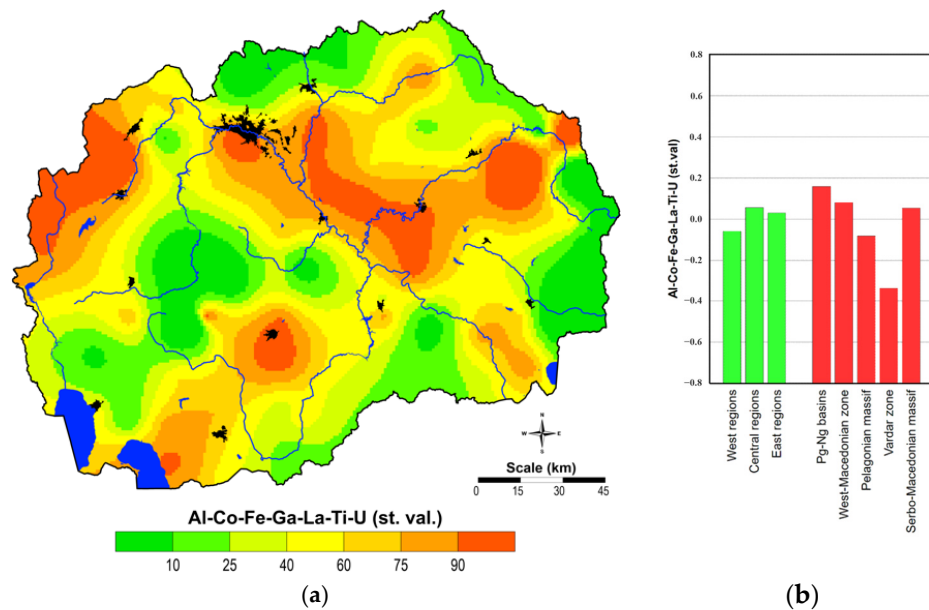 N
W E
S
Scale (km)
0 15 30 45
Al-Co-Fe-Ga-La-Ti-U (st. val.)
10 25 40 60 75 90
(a)
Al-Co-Fe-Ga-La-Ti-U (st.val)
0.8
0.6
0.4
0.2
0.0
−0.2
−0.4
−0.6
−0.8
West regions
Central regions
East regions
Pg-Ng basins
West-Macedonian zone
Pelagonian massif
Vardar zone
Serbo-Macedonian massif
(b)